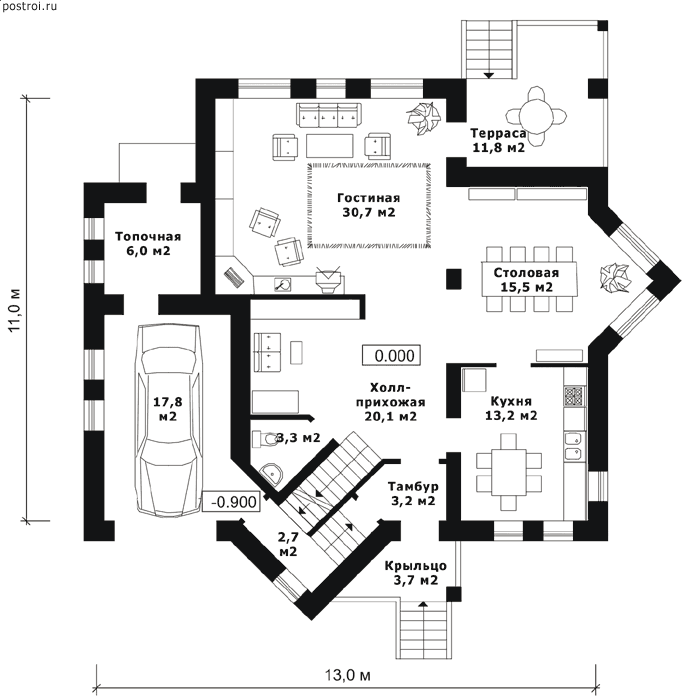 postroi.ru
Терраса
11,8 м2
Гостиная
30,7 м2
Топочная
6,0 м2
Столовая
15,5 м2
11,0 м
0.000
17,8
м2
Холл-
прихожая
20,1 м2
Кухня
13,2 м2
3,3 м2
Тамбур
3,2 м2
-0.900
2,7
м2
Крыльцо
3,7 м2
13,0 м